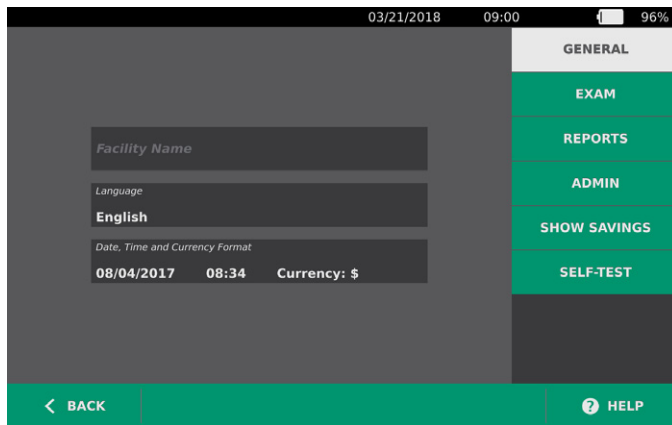 03/21/2018 09:00 96%
GENERAL
EXAM
REPORTS
ADMIN
SHOW SAVINGS
SELF-TEST
Facility Name
Language
English
Date, Time and Currency Format
08/04/2017 08:34 Currency: $
BACK
HELP